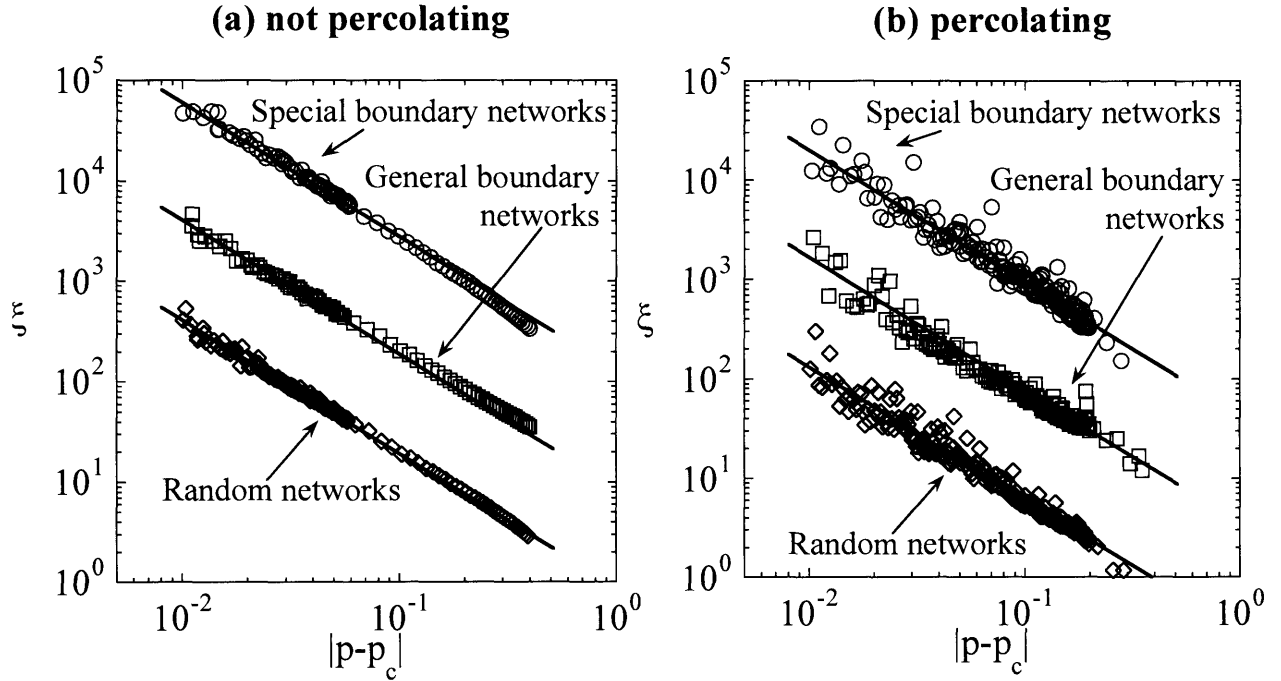 (a) not percolating
10^5
10^4
10^3
10^2
10^1
10^0
ξ
Special boundary networks
General boundary
networks
Random networks
10^-2
10^-1
10^0
|p-p_c|
(b) percolating
10^5
10^4
10^3
10^2
10^1
10^0
ξ
Special boundary networks
General boundary
networks
Random networks
10^-2
10^-1
10^0
|p-p_c|